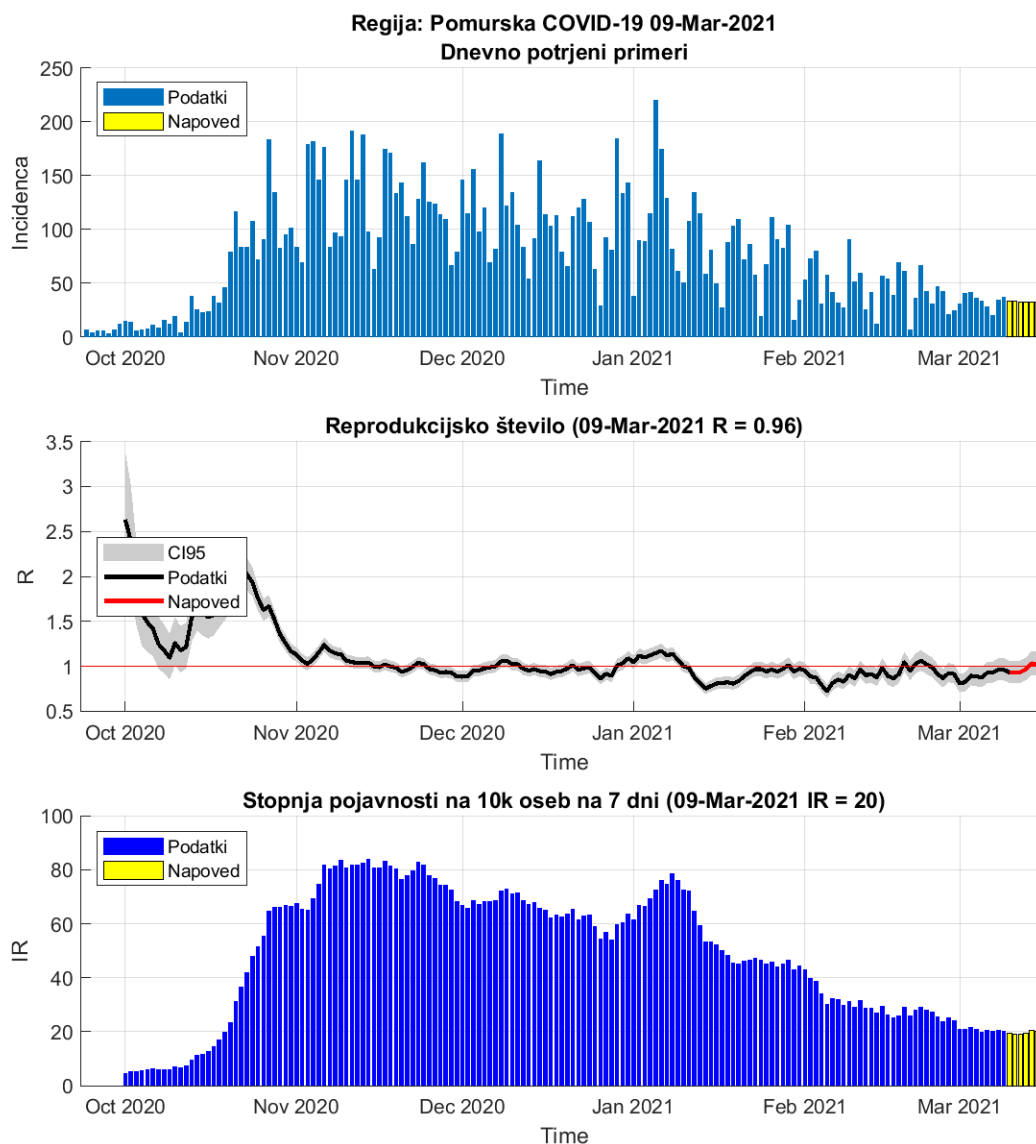 Regija: Pomurska COVID-19 09-Mar-2021
Dnevno potrjeni primeri
250
200
150
100
50
0
Incidenca
Podatki
Napoved
Oct 2020 Nov 2020 Dec 2020 Jan 2021 Feb 2021 Mar 2021
Time
Reprodukcijsko število (09-Mar-2021 R = 0.96)
3.5
3
2.5
2
1.5
1
0.5
R
CI95
Podatki
Napoved
Oct 2020 Nov 2020 Dec 2020 Jan 2021 Feb 2021 Mar 2021
Time
Stopnja pojavnosti na 10k oseb na 7 dni (09-Mar-2021 IR = 20)
100
80
60
40
20
0
IR
Podatki
Napoved
Oct 2020 Nov 2020 Dec 2020 Jan 2021 Feb 2021 Mar 2021
Time